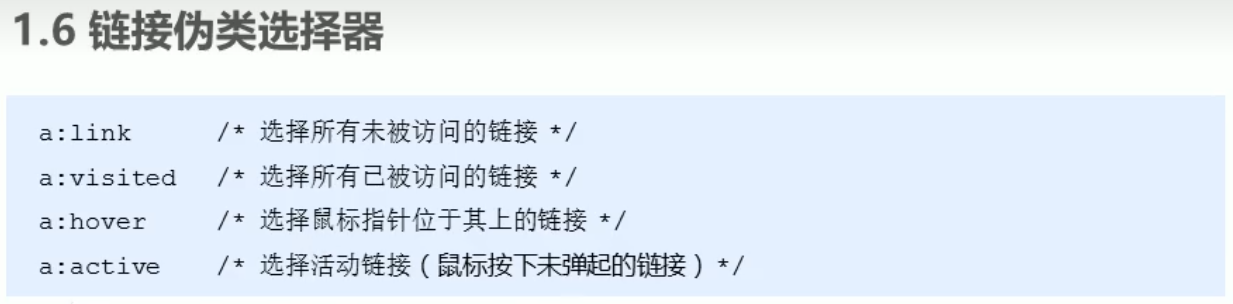 1.6 链接伪类选择器
a:link /* 选择所有未被访问的链接 */
a:visited /* 选择所有已被访问的链接 */
a:hover /* 选择鼠标指针位于其上的链接 */
a:active /* 选择活动链接（鼠标按下未弹起的链接）*/